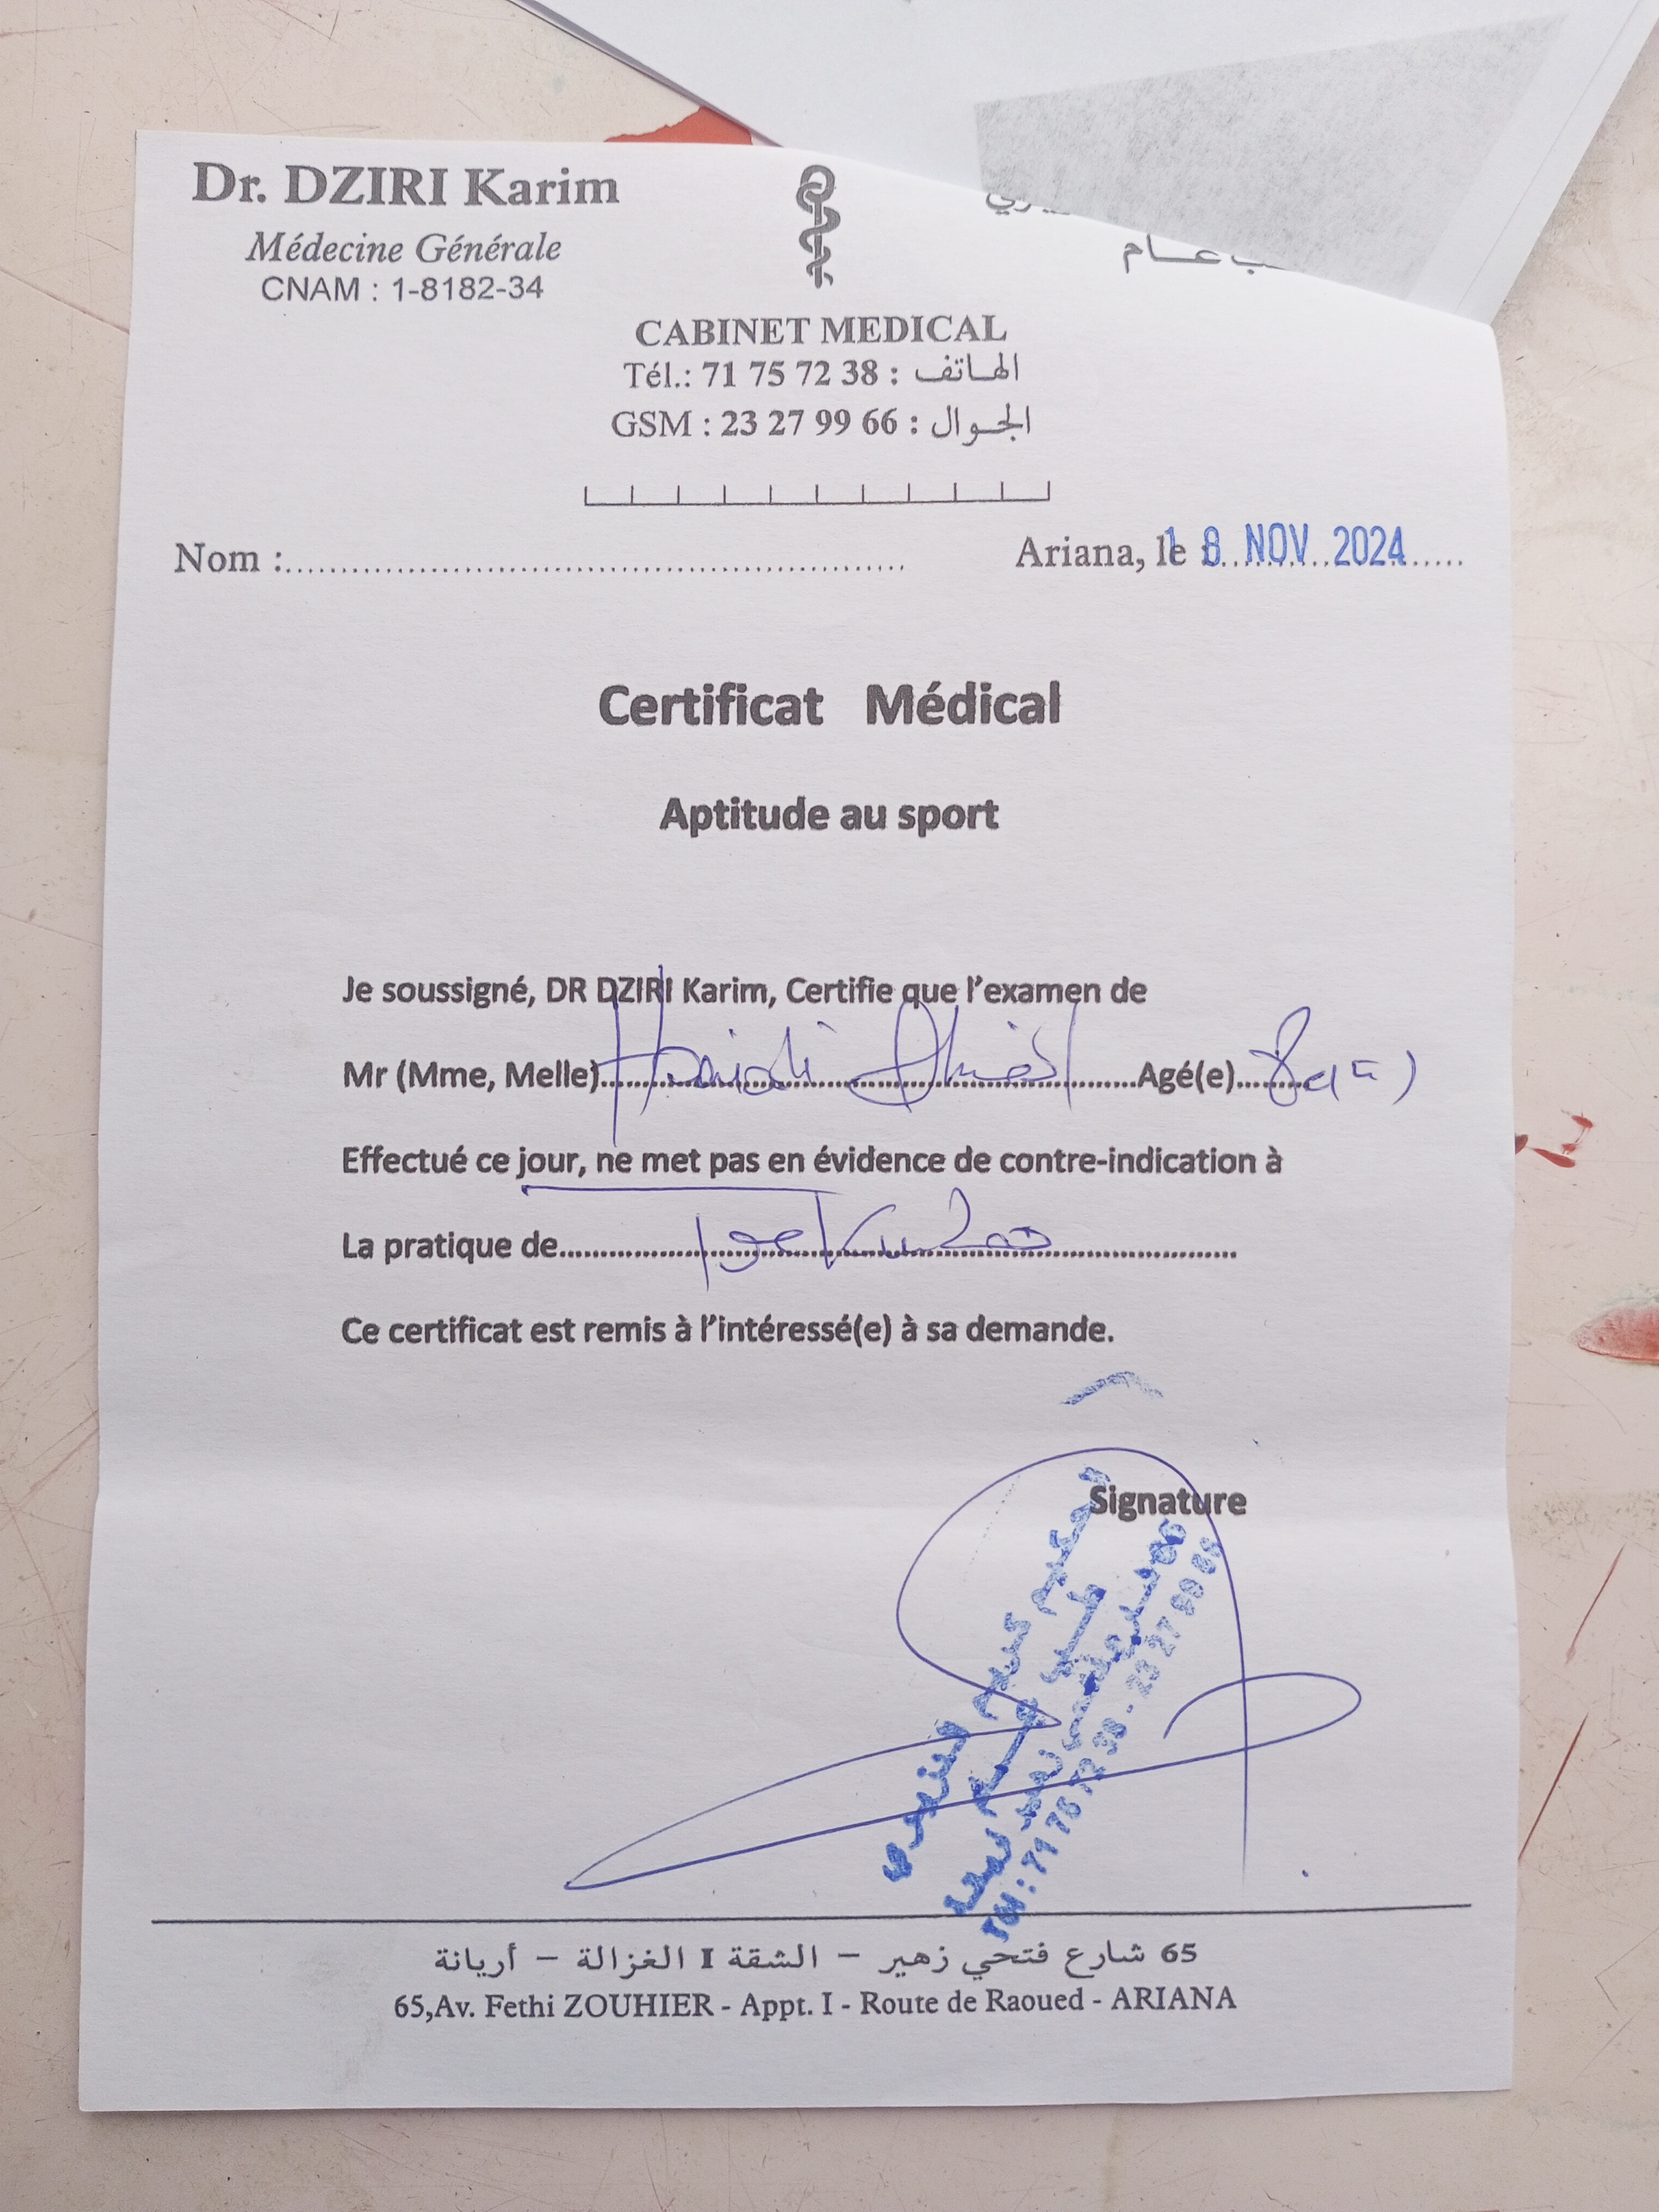 Dr. DZIRI Karim
Médecine Générale
CNAM : 1-8182-34
عـــام
CABINET MEDICAL
Tél.: 71 75 72 38 : الهــاتف
GSM : 23 27 99 66 : الجــوال
Nom :
Ariana, le 18 NOV 2024
Certificat Médical
Aptitude au sport
Je soussigné, DR DZIRI Karim, Certifie que l'examen de
Mr (Mme, Melle) Agé(e)
Effectué ce jour, ne met pas en évidence de contre-indication à
La pratique de
Ce certificat est remis à l'intéressé(e) à sa demande.
Signature
65 شارع فتحي زهير – الشقة I الغزالة – أريانة
65,Av. Fethi ZOUHIER - Appt. I - Route de Raoued - ARIANA